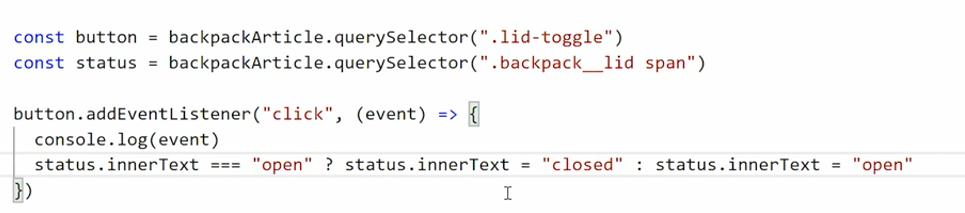 const button = backpackArticle.querySelector(".lid-toggle")
const status = backpackArticle.querySelector(".backpack__lid span")
button.addEventListener("click", (event) => {
console.log(event)
status.innerText === "open" ? status.innerText = "closed" : status.innerText = "open"
})